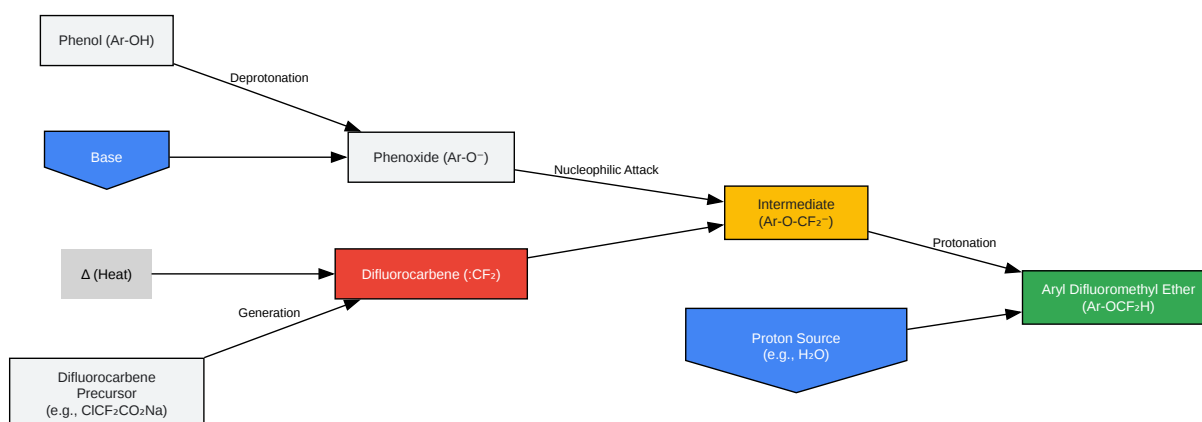 Phenol (Ar-OH)
Deprotonation
Base
Phenoxide (Ar-O⁻)
Nucleophilic Attack
Intermediate
(Ar-O-CF₂⁻)
Protonation
Δ (Heat)
Difluorocarbene (:CF₂)
Generation
Aryl Difluoromethyl Ether
(Ar-OCF₂H)
Proton Source
(e.g., H₂O)
Difluorocarbene
Precursor
(e.g., ClCF₂CO₂Na)